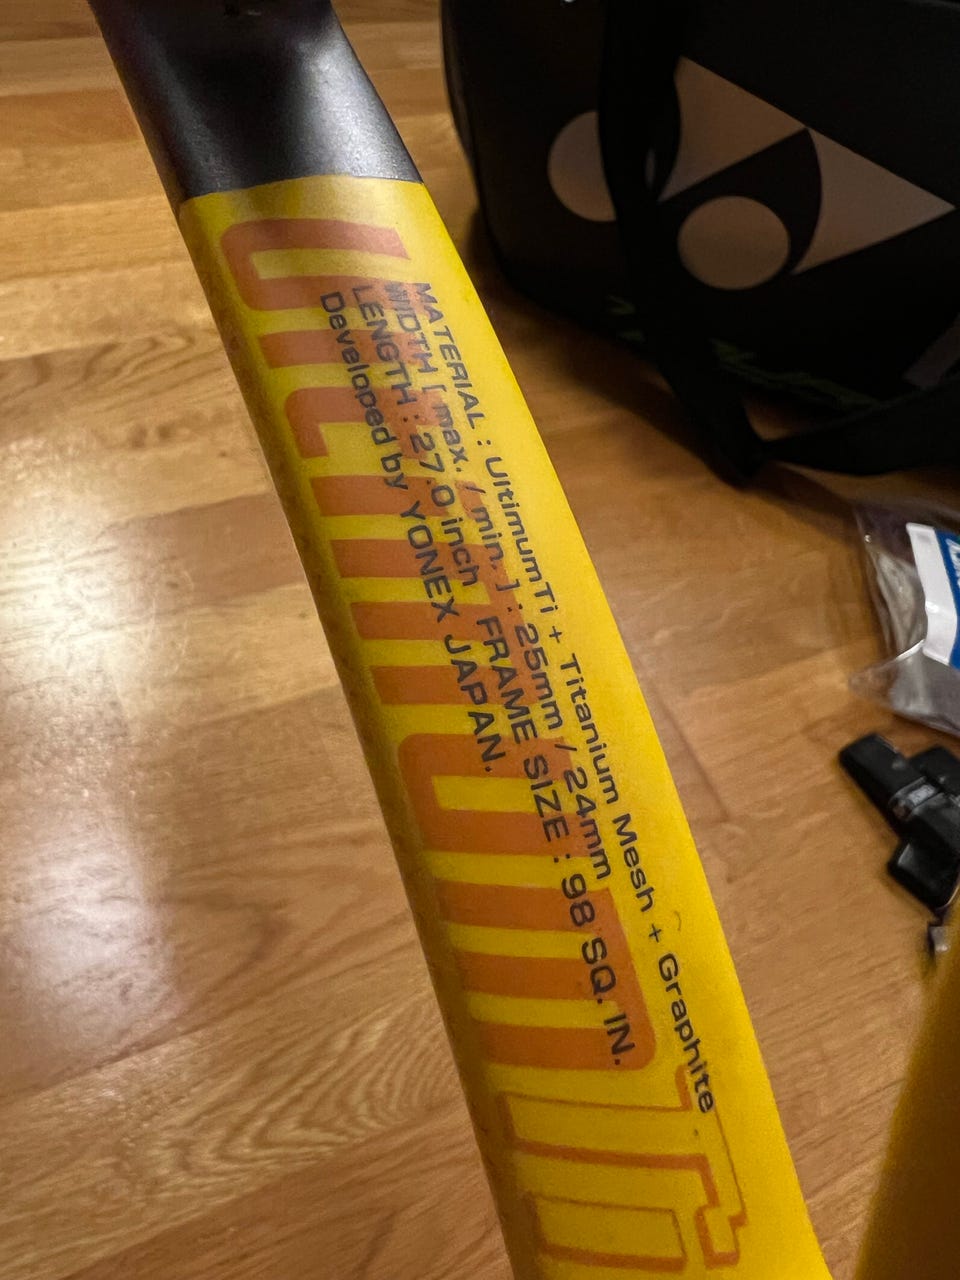 UltimumTi
MATERIAL : UltimumTi + Titanium Mesh + Graphite
WIDTH [ max. / min. ] : 25mm / 24mm
LENGTH : 27.0 inch FRAME SIZE : 98 SQ. IN.
Developed by YONEX JAPAN.